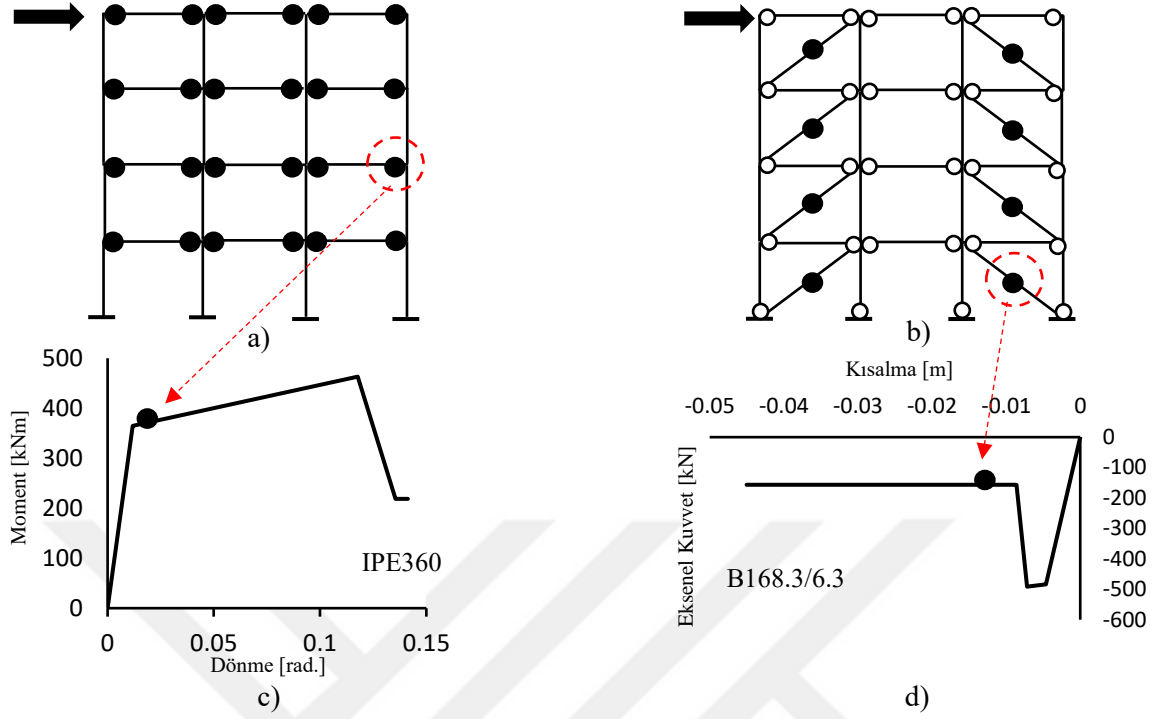 a)
b)
500
400
300
200
100
0
Moment [kNm]
0 0.05 0.1 0.15
Dönme [rad.]
IPE360
c)
Kısalma [m]
-0.05 -0.04 -0.03 -0.02 -0.01 0
0
-100
-200
-300
-400
-500
-600
Eksenel Kuvvet [kN]
B168.3/6.3
d)